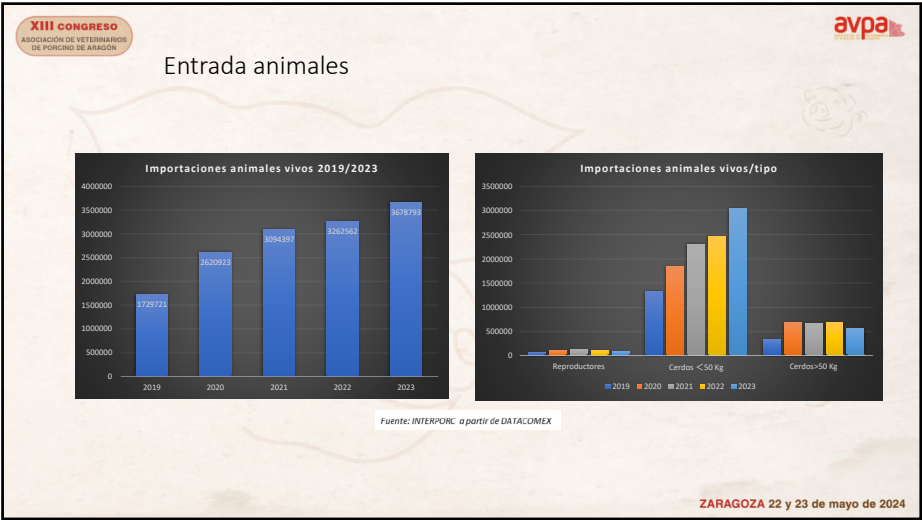 XIII CONGRESO
ASOCIACIÓN DE VETERINARIOS
DE PORCINO DE ARAGÓN
avpa
Entrada animales
Importaciones animales vivos 2019/2023
4000000
3500000
3000000
2500000
2000000
1500000
1000000
500000
0
1729721
2620923
3094397
3262562
3678793
2019 2020 2021 2022 2023
Importaciones animales vivos/tipo
3500000
3000000
2500000
2000000
1500000
1000000
500000
0
Reproductores Cerdos <50 Kg Cerdos>50 Kg
2019 2020 2021 2022 2023
Fuente: INTERPORC a partir de DATACOMEX
ZARAGOZA 22 y 23 de mayo de 2024